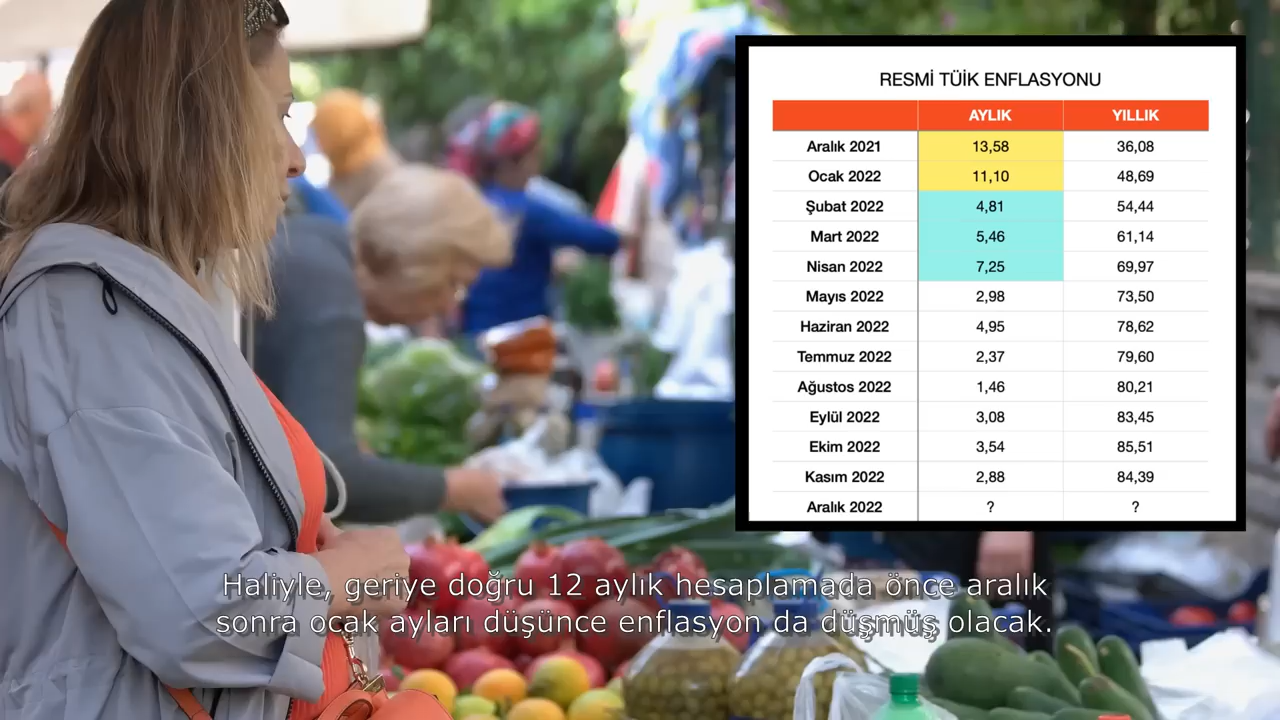 RESMİ TÜİK ENFLASYONU
AYLIK YILLIK
Aralık 2021 13,58 36,08
Ocak 2022 11,10 48,69
Şubat 2022 4,81 54,44
Mart 2022 5,46 61,14
Nisan 2022 7,25 69,97
Mayıs 2022 2,98 73,50
Haziran 2022 4,95 78,62
Temmuz 2022 2,37 79,60
Ağustos 2022 1,46 80,21
Eylül 2022 3,08 83,45
Ekim 2022 3,54 85,51
Kasım 2022 2,88 84,39
Aralık 2022 ? ?
Haliyle, geriye doğru 12 aylık hesaplamada önce aralık
sonra ocak ayları düşünce enflasyon da düşmüş olacak.